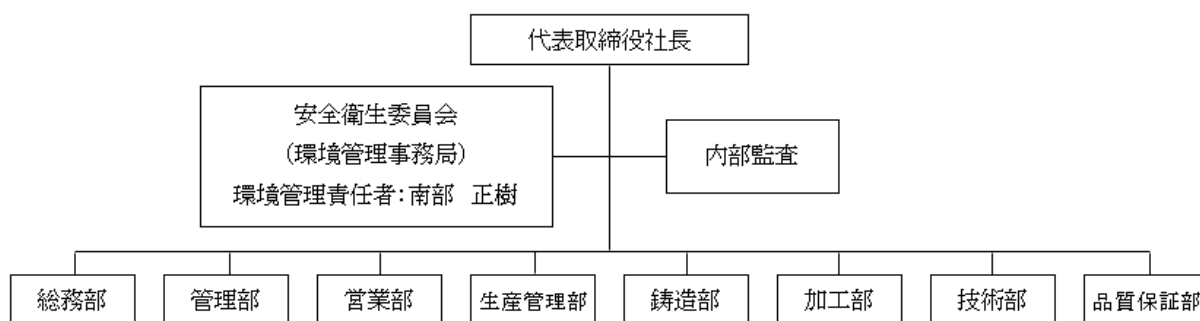 代表取締役社長
安全衛生委員会
(環境管理事務局)
環境管理責任者:南部　正樹
内部監査
総務部
管理部
営業部
生産管理部
鋳造部
加工部
技術部
品質保証部